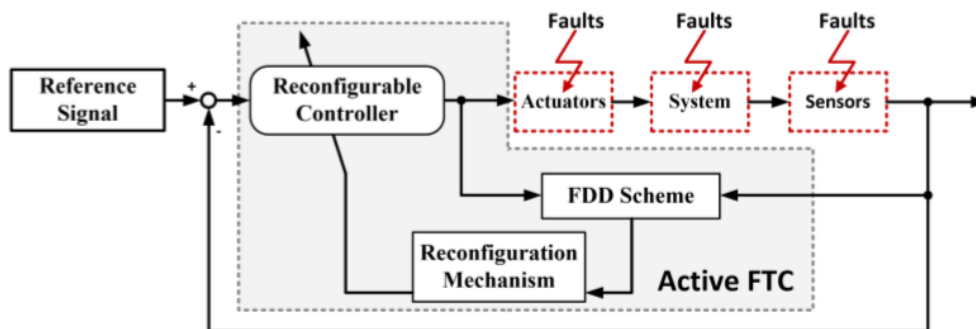 Faults Faults Faults
Reference
Signal
+
-
Reconfigurable
Controller
Actuators
System
Sensors
FDD Scheme
Reconfiguration
Mechanism
Active FTC